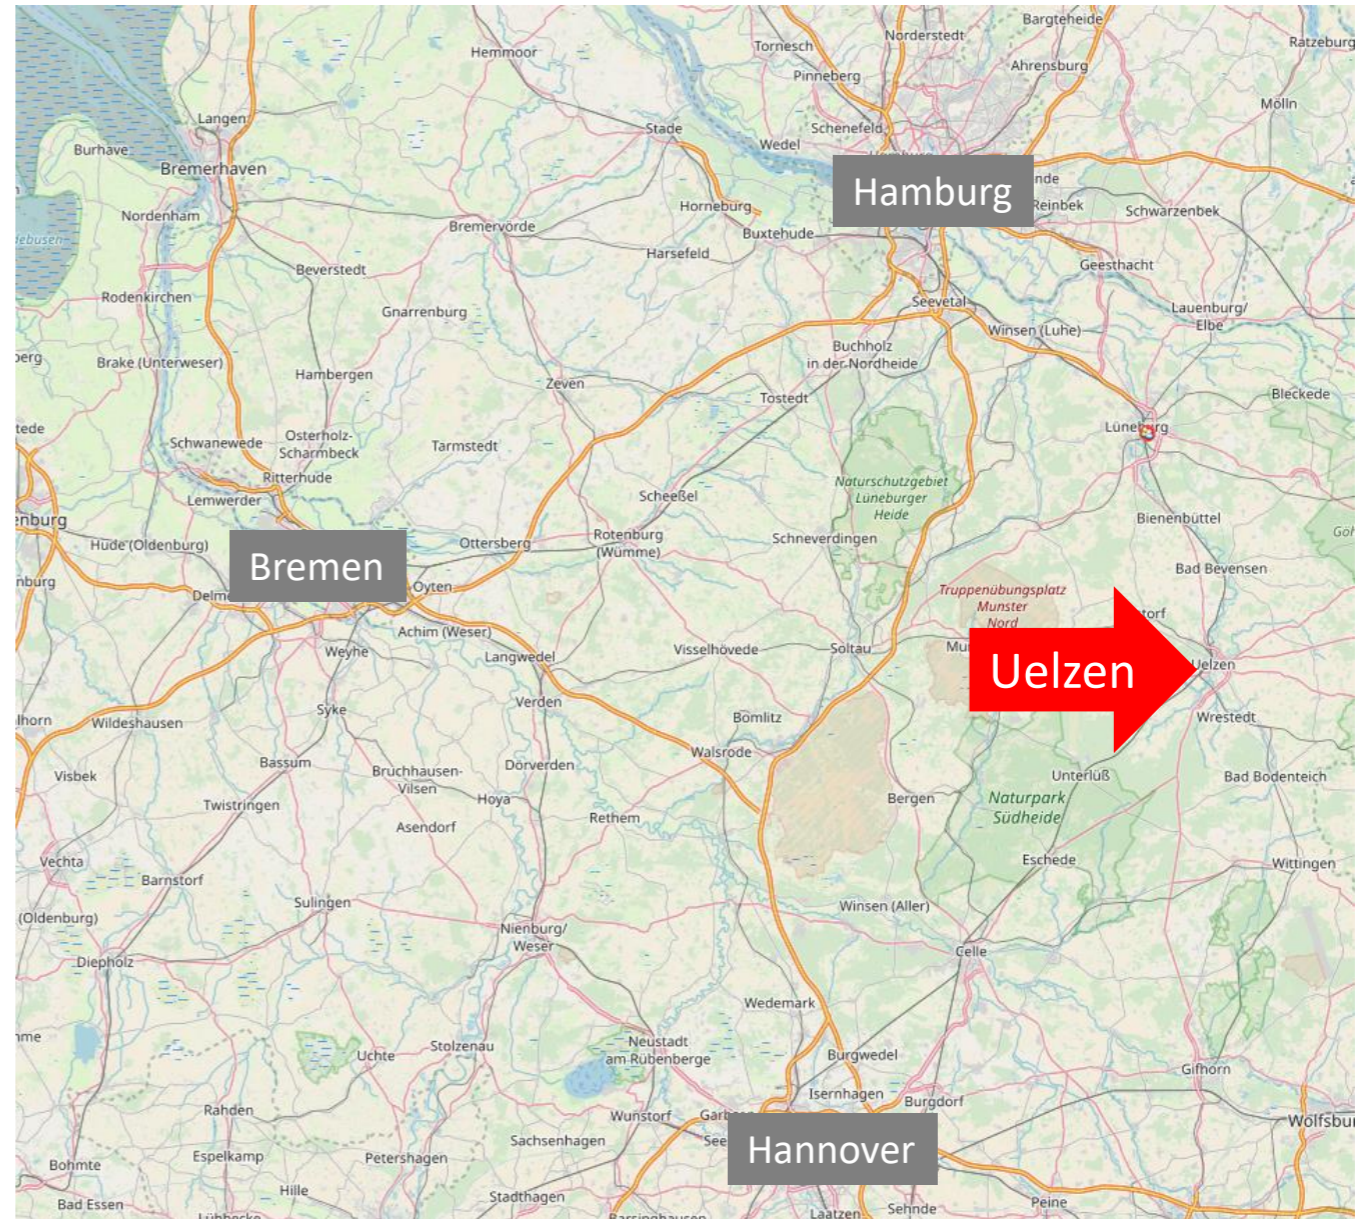 Bargteheide
Norderstedt
Ratzeburg
Hemmoor
Tornesch
Ahrensburg
Pinneberg
Mölln
Langen
Stade
Schenefeld
Wedel
Burhave
Bremerhaven
Hamburg
Reinbek
Schwarzenbek
Horneburg
Nordenham
Bremervörde
Buxtehude
Harsefeld
Geesthacht
Beverstedt
Rodenkirchen
Gnarrenburg
Seevetal
Lauenburg/
Elbe
Winsen (Luhe)
Buchholz
in der Nordheide
Brake (Unterweser)
Hambergen
Zeven
Tostedt
Bleckede
Lüneburg
Schwanewede
Osterholz-
Scharmbeck
Tarmstedt
Ritterhude
Naturschutzgebiet
Lüneburger
Heide
Lemwerder
Scheeßel
Bienenbüttel
Hude (Oldenburg)
Bremen
Ottersberg
Rotenburg
(Wümme)
Schneverdingen
Bad Bevensen
Oyten
Truppenübungsplatz
Munster
Nord
Achim (Weser)
Weyhe
Langwedel
Visselhövede
Soltau
Uelzen
Uelzen
Syke
Verden
Bomlitz
Wrestedt
Wildeshausen
Walsrode
Bassum
Dörverden
Bruchhausen-
Vilsen
Visbek
Unterlüß
Bad Bodenteich
Hoya
Bergen
Naturpark
Südheide
Twistringen
Rethem
Asendorf
Vechta
Eschede
Wittingen
Barnstorf
Sulingen
Winsen (Aller)
(Oldenburg)
Nienburg/
Weser
Celle
Diepholz
Wedemark
Neustadt
am Rübenberge
Stolzenau
Uchte
Burgwedel
Gifhorn
Isernhagen
Burgdorf
Rahden
Wunstorf
Sachsenhagen
Hannover
Espelkamp
Petershagen
Bohmte
Hille
Stadthagen
Bad Essen
Peine
Laatzen
Sehnde